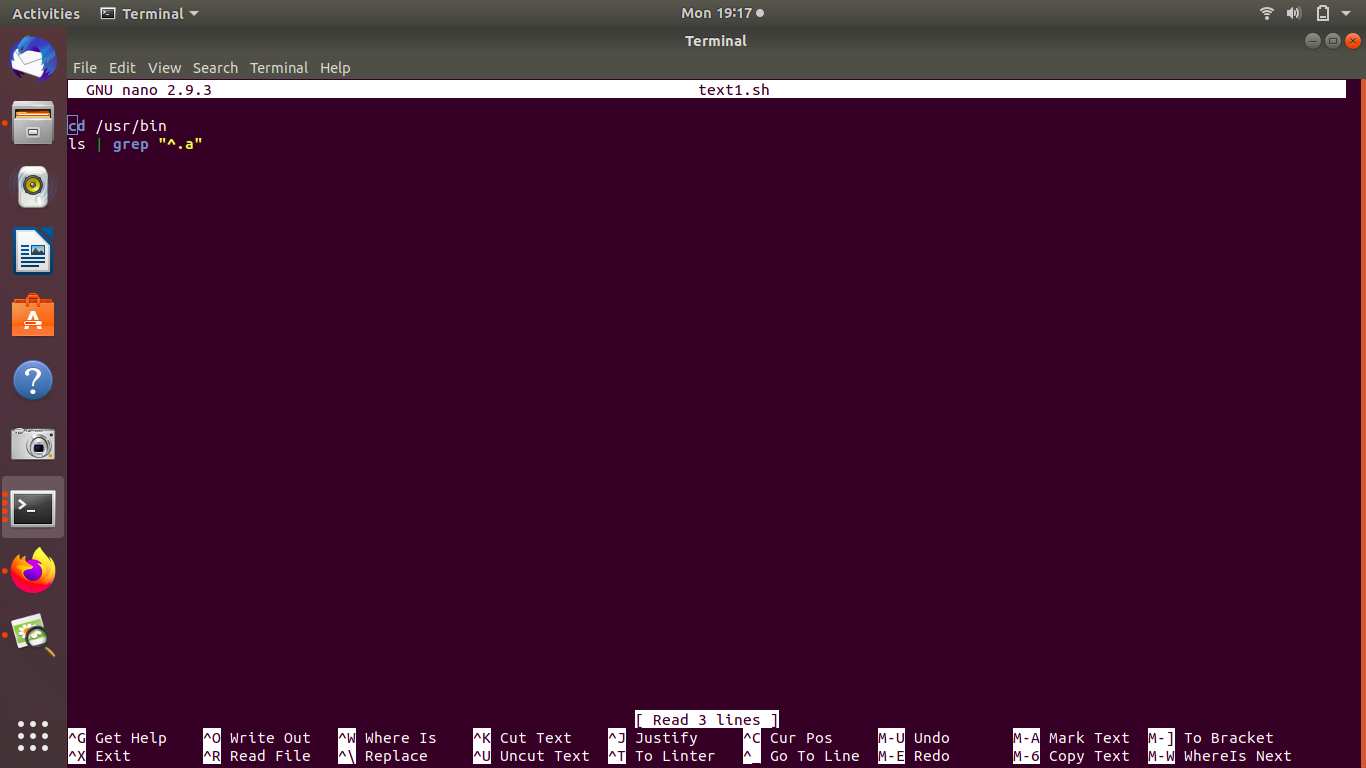 Activities Terminal Mon 19:17
Terminal
File Edit View Search Terminal Help
GNU nano 2.9.3 text1.sh
cd /usr/bin
ls | grep "^.a"
[ Read 3 lines ]
^G Get Help ^O Write Out ^W Where Is ^K Cut Text ^J Justify ^C Cur Pos M-U Undo M-A Mark Text M-] To Bracket
^X Exit ^R Read File ^\ Replace ^U Uncut Text ^T To Linter ^_ Go To Line M-E Redo M-6 Copy Text M-W WhereIs Next